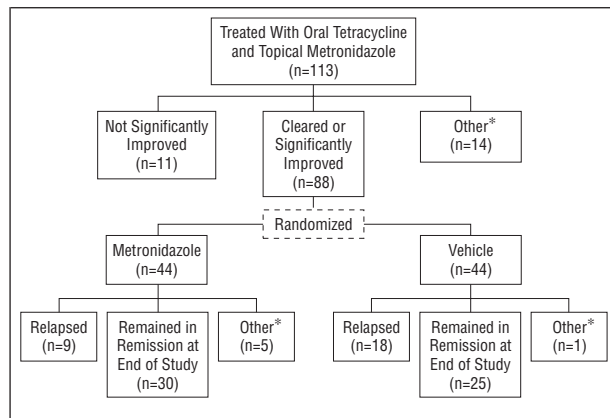 Treated With Oral Tetracycline
and Topical Metronidazole
(n=113)
Not Significantly
Improved
(n=11)
Cleared or
Significantly
Improved
(n=88)
Other*
(n=14)
Randomized
Metronidazole
(n=44)
Vehicle
(n=44)
Relapsed
(n=9)
Remained in
Remission at
End of Study
(n=30)
Other*
(n=5)
Relapsed
(n=18)
Remained in
Remission at
End of Study
(n=25)
Other*
(n=1)